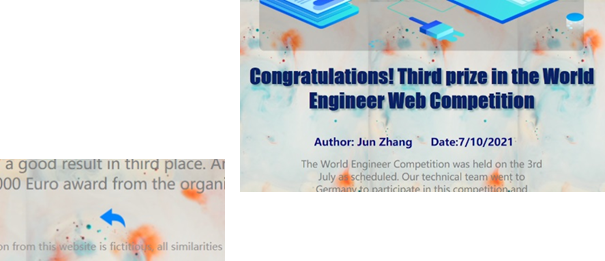 Congratulations! Third prize in the World
Engineer Web Competition
Author: Jun Zhang Date:7/10/2021
The World Engineer Competition was held on the 3rd
July as scheduled. Our technical team went to
Germany to participate in this competition and
a good result in third place.
000 Euro award from the
on from this website is fictitious, all similarities